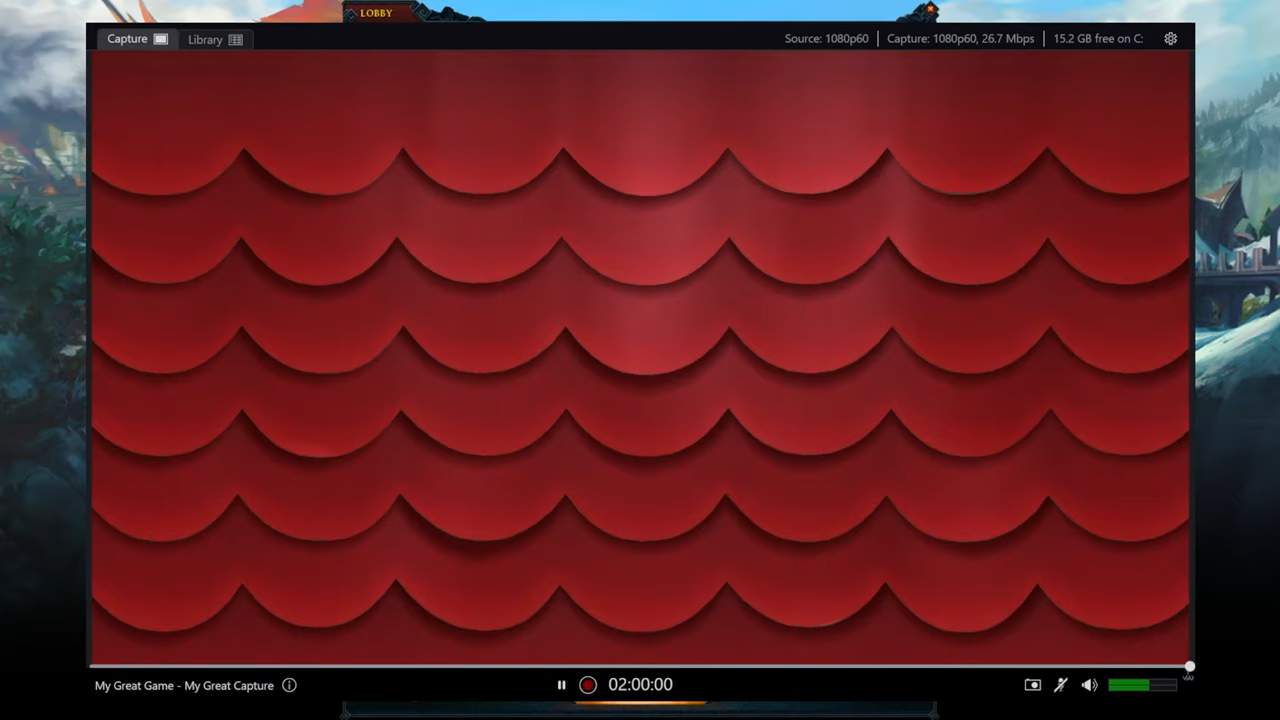 LOBBY
Capture
Library
Source: 1080p60
Capture: 1080p60, 26.7 Mbps
15.2 GB free on C:
My Great Game - My Great Capture
02:00:00